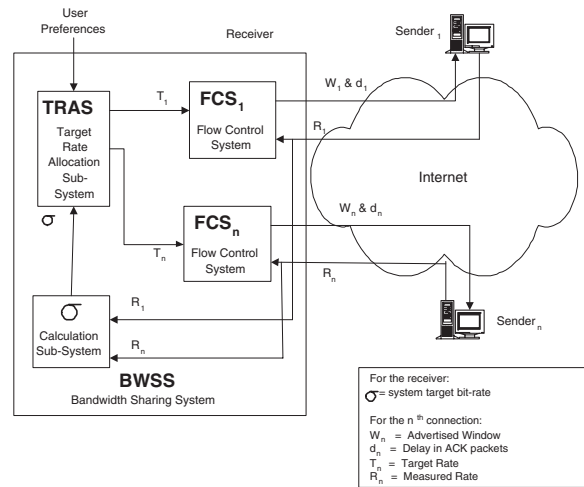 User
Preferences
Receiver
Sender 1
TRAS
Target
Rate
Allocation
Sub-
System
T1
FCS1
Flow Control
System
W1 & d1
R1
Internet
σ
Tn
FCSn
Flow Control
System
Wn & dn
Rn
Sender n
σ
Calculation
Sub-System
R1
Rn
BWSS
Bandwidth Sharing System
For the receiver:
σ= system target bit-rate
For the n th connection:
Wn = Advertised Window
dn = Delay in ACK packets
Tn = Target Rate
Rn = Measured Rate